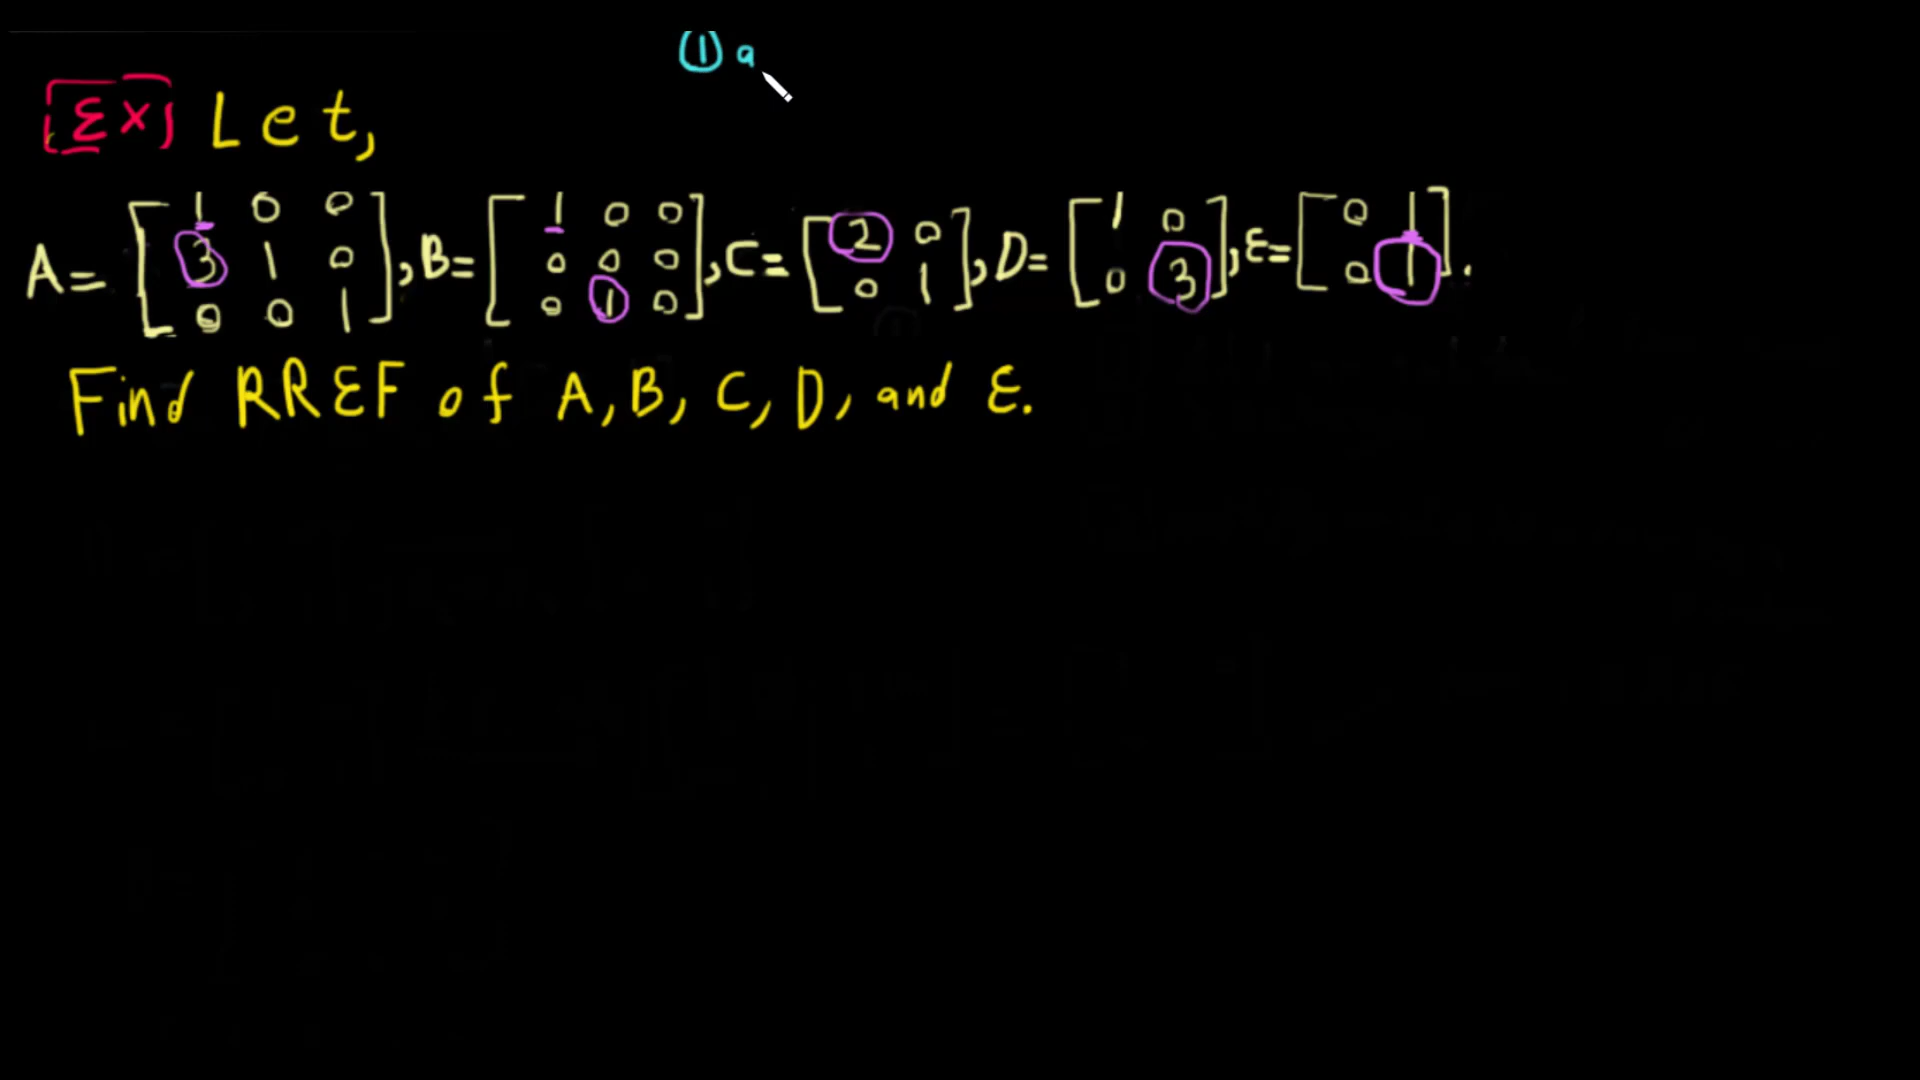 ① a
Ex Let,
A = [1 0 0; 3 1 0; 0 0 1], B = [1 0 0; 0 0 0; 0 1 0], C = [2 0; 0 1], D = [1 0; 0 3], E = [0 1; 0 1].
Find RREF of A, B, C, D, and E.